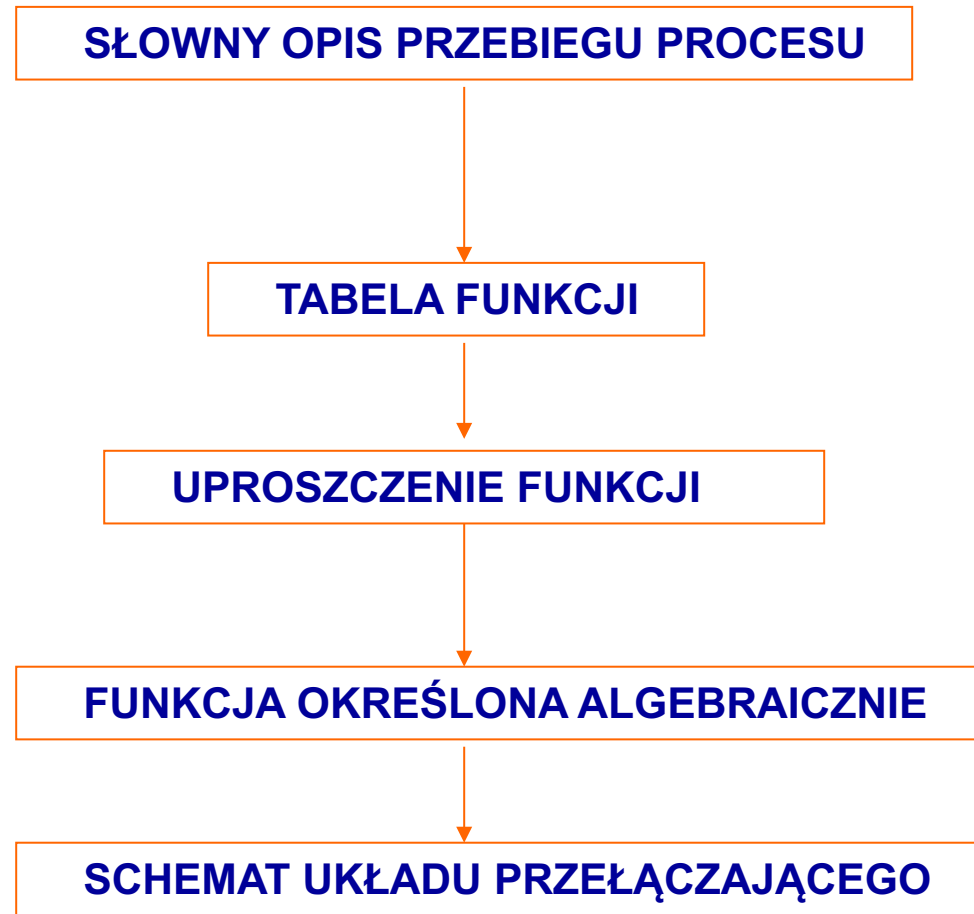 SŁOWNY OPIS PRZEBIEGU PROCESU
TABELA FUNKCJI
UPROSZCZENIE FUNKCJI
FUNKCJA OKREŚLONA ALGEBRAICZNIE
SCHEMAT UKŁADU PRZEŁĄCZAJĄCEGO